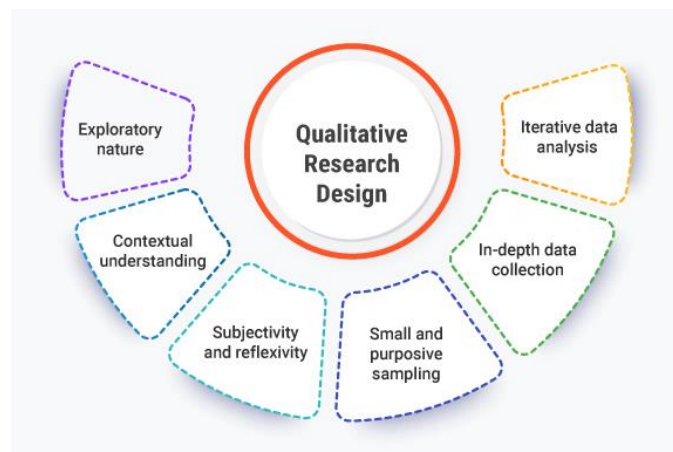 Qualitative
Research
Design
Exploratory
nature
Contextual
understanding
Subjectivity
and reflexivity
Small and
purposive
sampling
In-depth data
collection
Iterative data
analysis